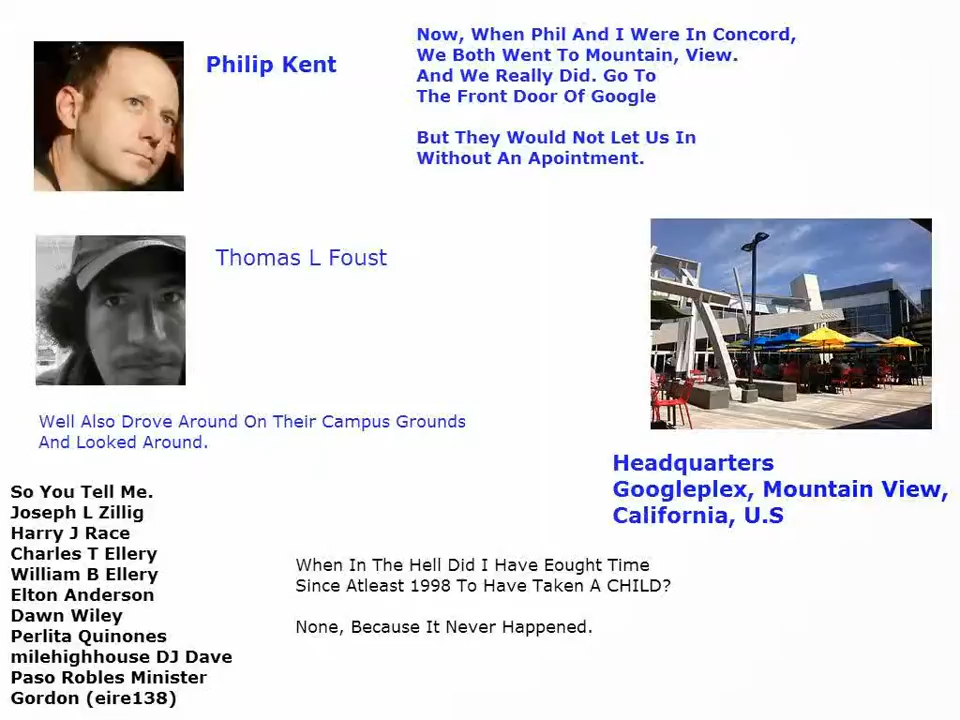 Philip Kent
Now, When Phil And I Were In Concord,
We Both Went To Mountain, View.
And We Really Did. Go To
The Front Door Of Google
But They Would Not Let Us In
Without An Apointment.
Thomas L Foust
Well Also Drove Around On Their Campus Grounds
And Looked Around.
Headquarters
Googleplex, Mountain View,
California, U.S
So You Tell Me.
Joseph L Zillig
Harry J Race
Charles T Ellery
William B Ellery
Elton Anderson
Dawn Wiley
Perlita Quinones
milehighhouse DJ Dave
Paso Robles Minister
Gordon (eire138)
When In The Hell Did I Have Eought Time
Since Atleast 1998 To Have Taken A CHILD?
None, Because It Never Happened.